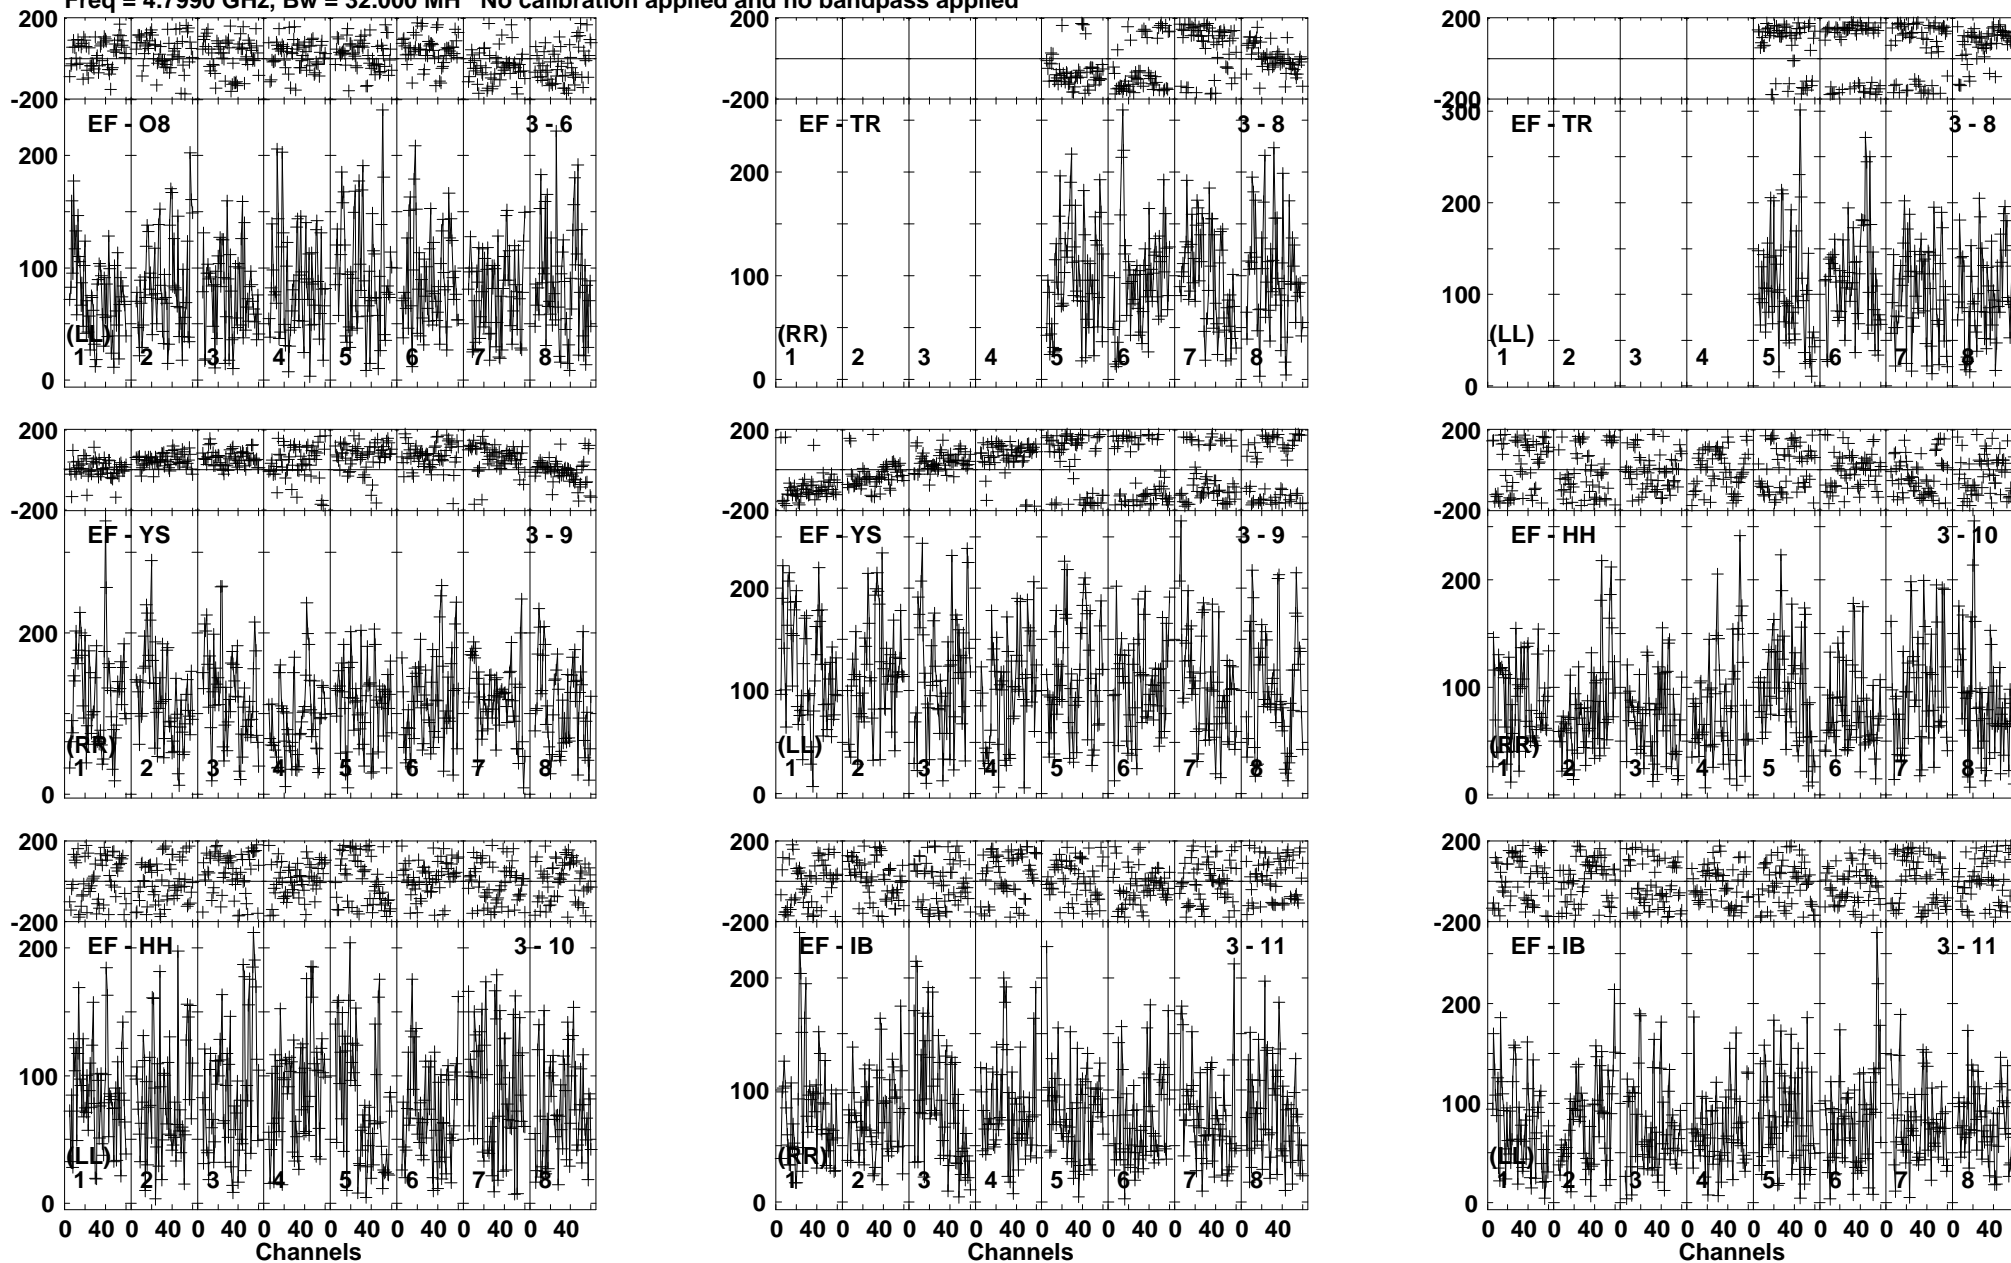 Freq = 4.7990 GHz, Bw = 32.000 MH   No calibration applied and no bandpass applied
200 200 200
-200 -200 -200
EF - O8 3 - 6 EF - TR 3 - 8 300 EF - TR 3 - 8
200 200 200
100 100 100
(LL) (RR) (LL)
1 2 3 4 5 6 7 8 1 2 3 4 5 6 7 8 1 2 3 4 5 6 7 8
0 0 0
200 200 200
-200 -200 -200
EF - YS 3 - 9 EF - YS 3 - 9 EF - HH 3 - 10
200 200 200
100 100
(RR) (LL) (RR)
1 2 3 4 5 6 7 8 1 2 3 4 5 6 7 8 1 2 3 4 5 6 7 8
0 0 0
200 200 200
-200 -200 -200
EF - HH 3 - 10 EF - IB 3 - 11 EF - IB 3 - 11
200 200 200
100 100 100
(LL) (RR) (LL)
1 2 3 4 5 6 7 8 1 2 3 4 5 6 7 8 1 2 3 4 5 6 7 8
0 0 0
0 40 0 40 0 40 0 40 0 40 0 40 0 40 0 40 0 40 0 40 0 40 0 40 0 40 0 40 0 40 0 40 0 40 0 40 0 40 0 40 0 40 0 40 0 40 0 40
Channels Channels Channels